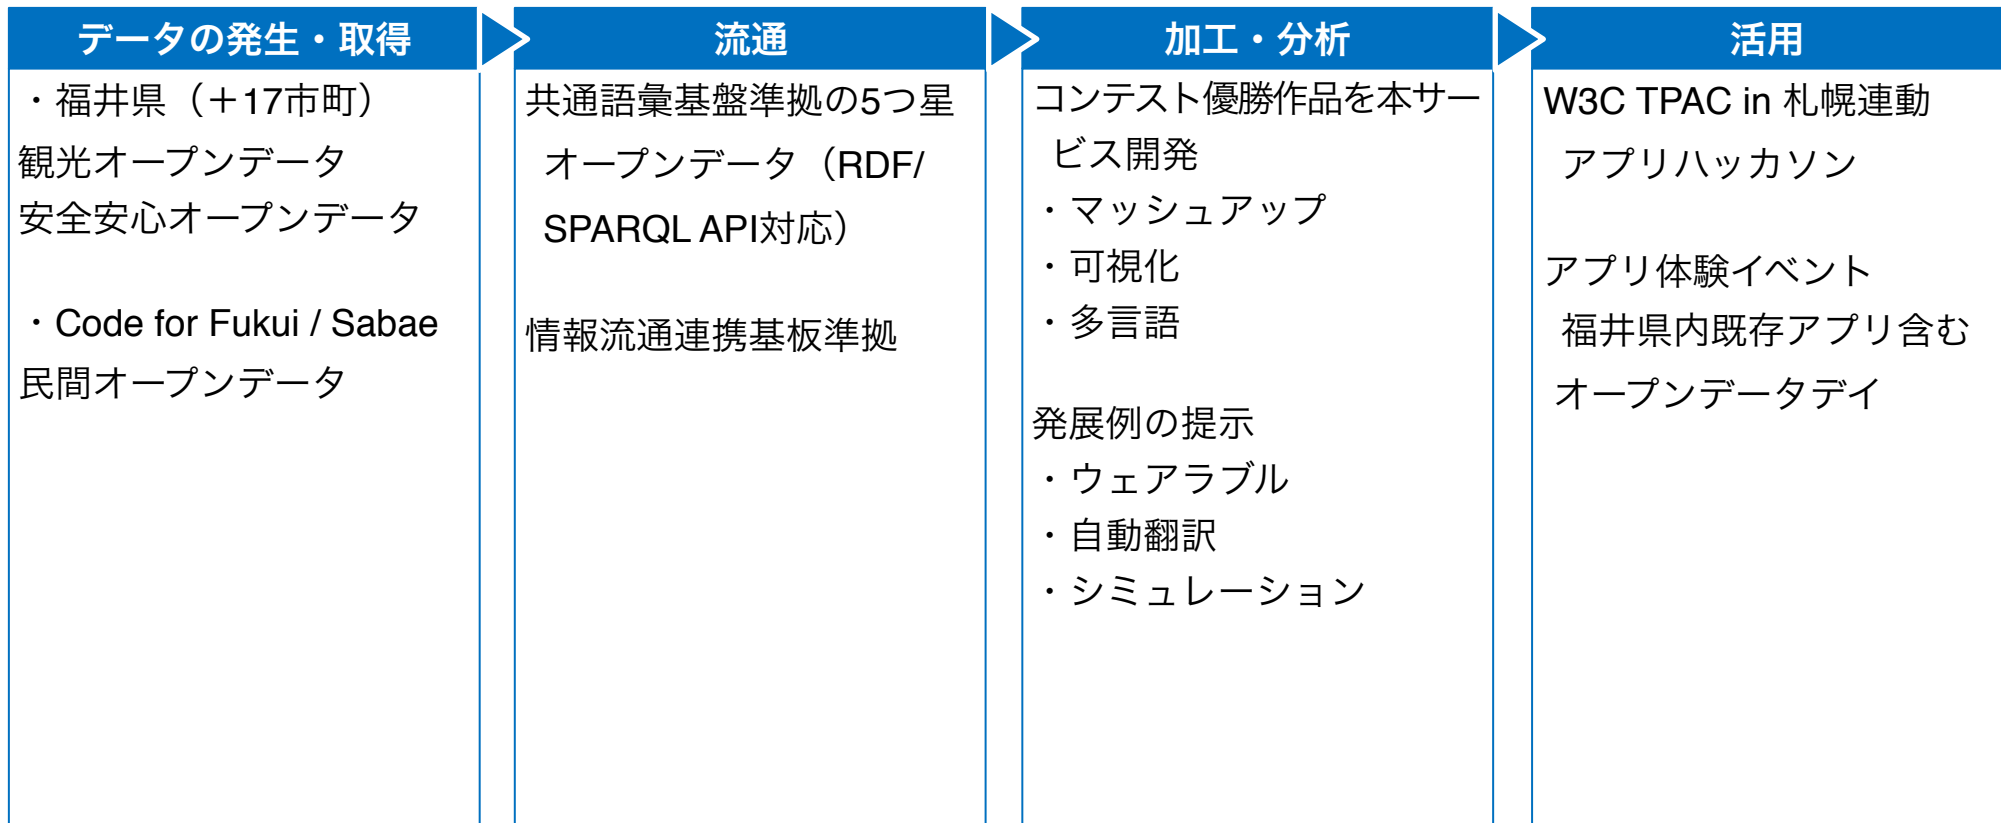 データの発生・取得
・福井県（＋17市町）
観光オープンデータ
安全安心オープンデータ
・Code for Fukui / Sabae
民間オープンデータ
流通
共通語彙基盤準拠の5つ星
オープンデータ（RDF/
SPARQL API対応）
情報流通連携基板準拠
加工・分析
コンテスト優勝作品を本サー
ビス開発
・マッシュアップ
・可視化
・多言語
発展例の提示
・ウェアラブル
・自動翻訳
・シミュレーション
活用
W3C TPAC in 札幌連動
アプリハッカソン
アプリ体験イベント
福井県内既存アプリ含む
オープンデータデイ